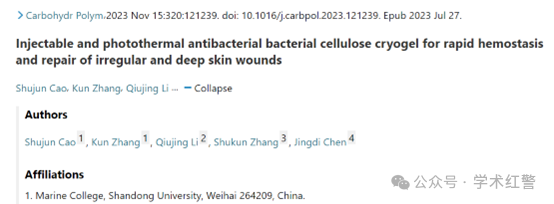 Carbohydr Polym.2023 Nov 15:320:121239. doi: 10.1016/j.carbpol.2023.121239. Epub 2023 Jul 27.
Injectable and photothermal antibacterial bacterial cellulose cryogel for rapid hemostasis
and repair of irregular and deep skin wounds
Shujun Cao, Kun Zhang, Qiujing Li ... — Collapse
Authors
Shujun Cao 1, Kun Zhang 1, Qiujing Li 2, Shukun Zhang 3, Jingdi Chen 4
Affiliations
1. Marine College, Shandong University, Weihai 264209, China.
公众号 · 学术红警